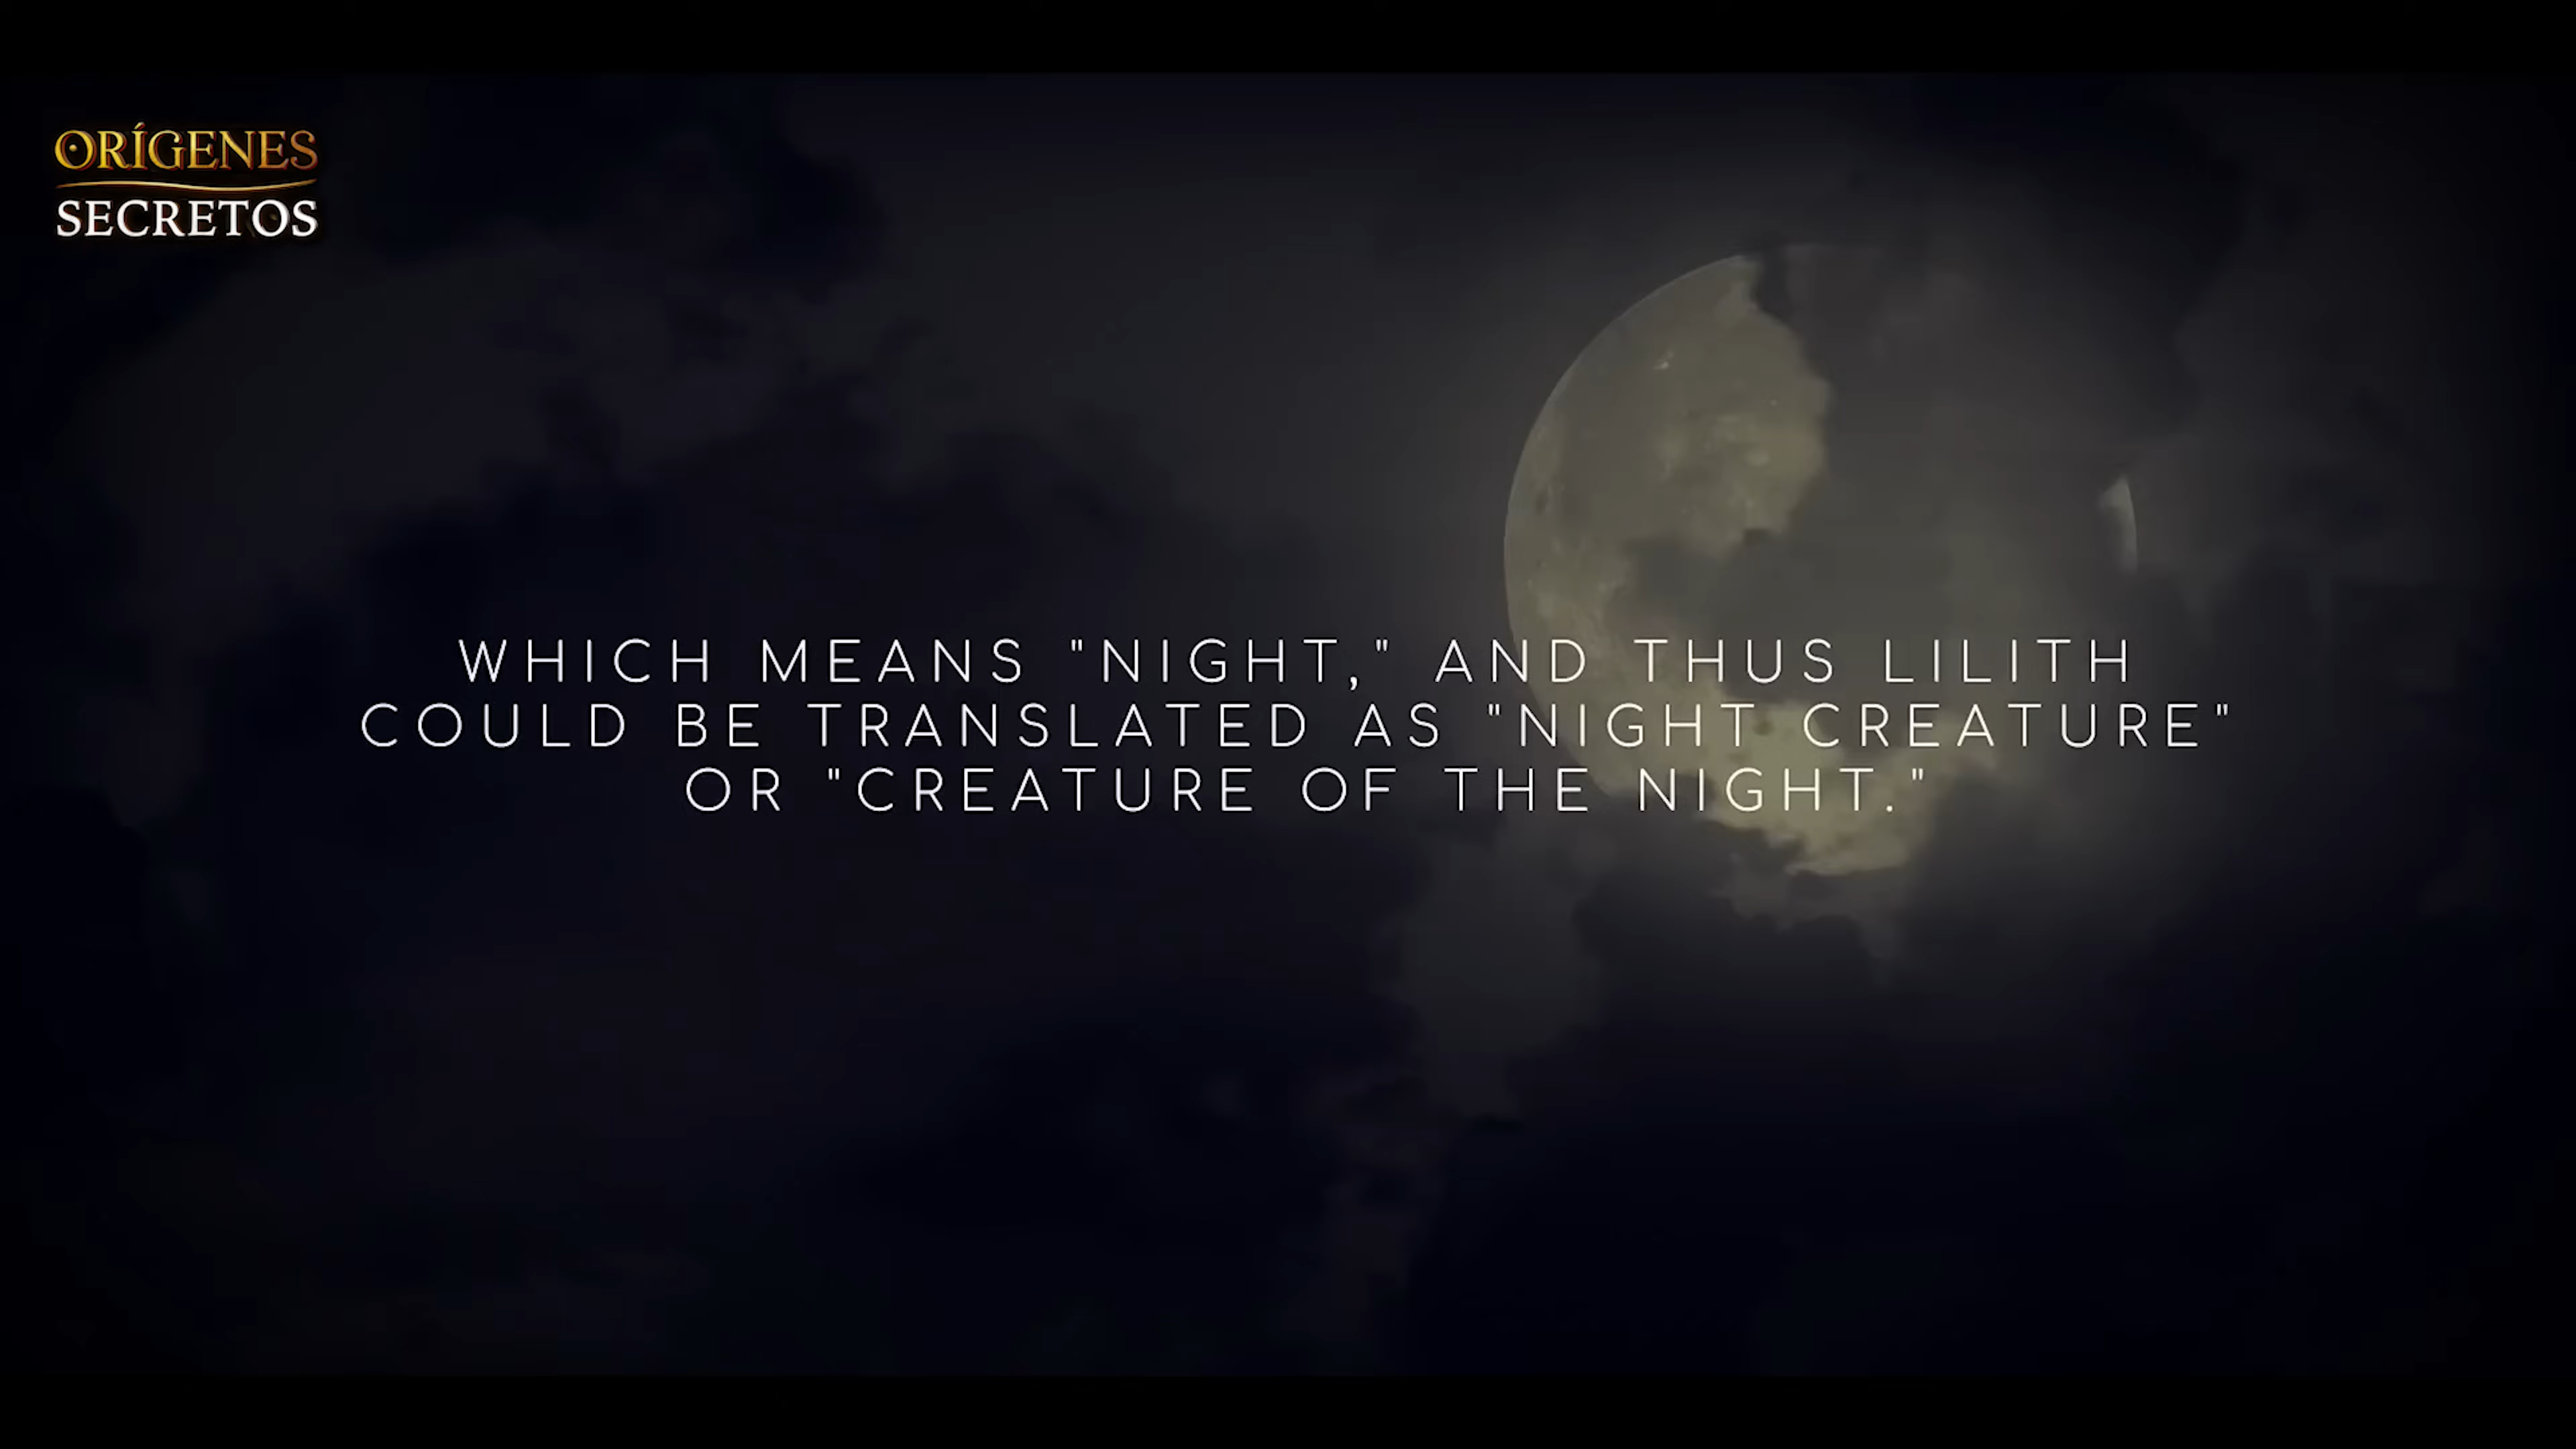 ORÍGENES
SECRETOS
WHICH MEANS "NIGHT," AND THUS LILITH
COULD BE TRANSLATED AS "NIGHT CREATURE"
OR "CREATURE OF THE NIGHT."